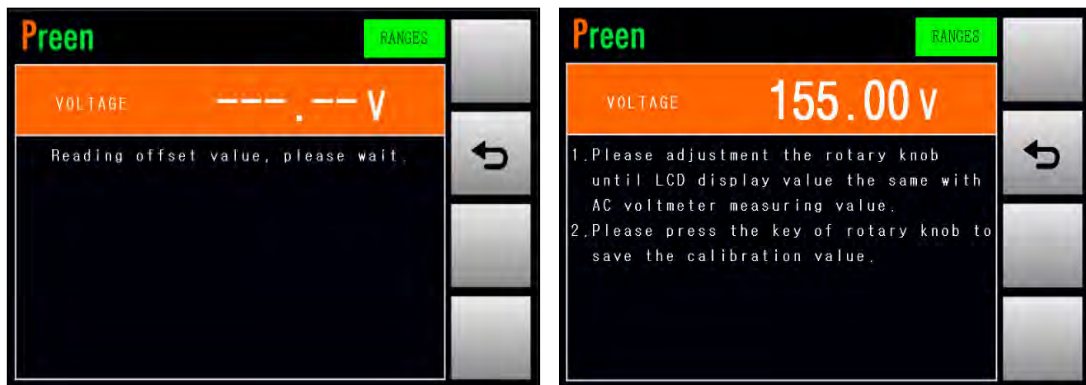 Preen
RANGES
VOLTAGE ---.-- V
Reading offset value, please wait.
Preen
RANGES
VOLTAGE 155.00 V
1.Please adjustment the rotary knob
until LCD display value the same with
AC voltmeter measuring value.
2.Please press the key of rotary knob to
save the calibration value.